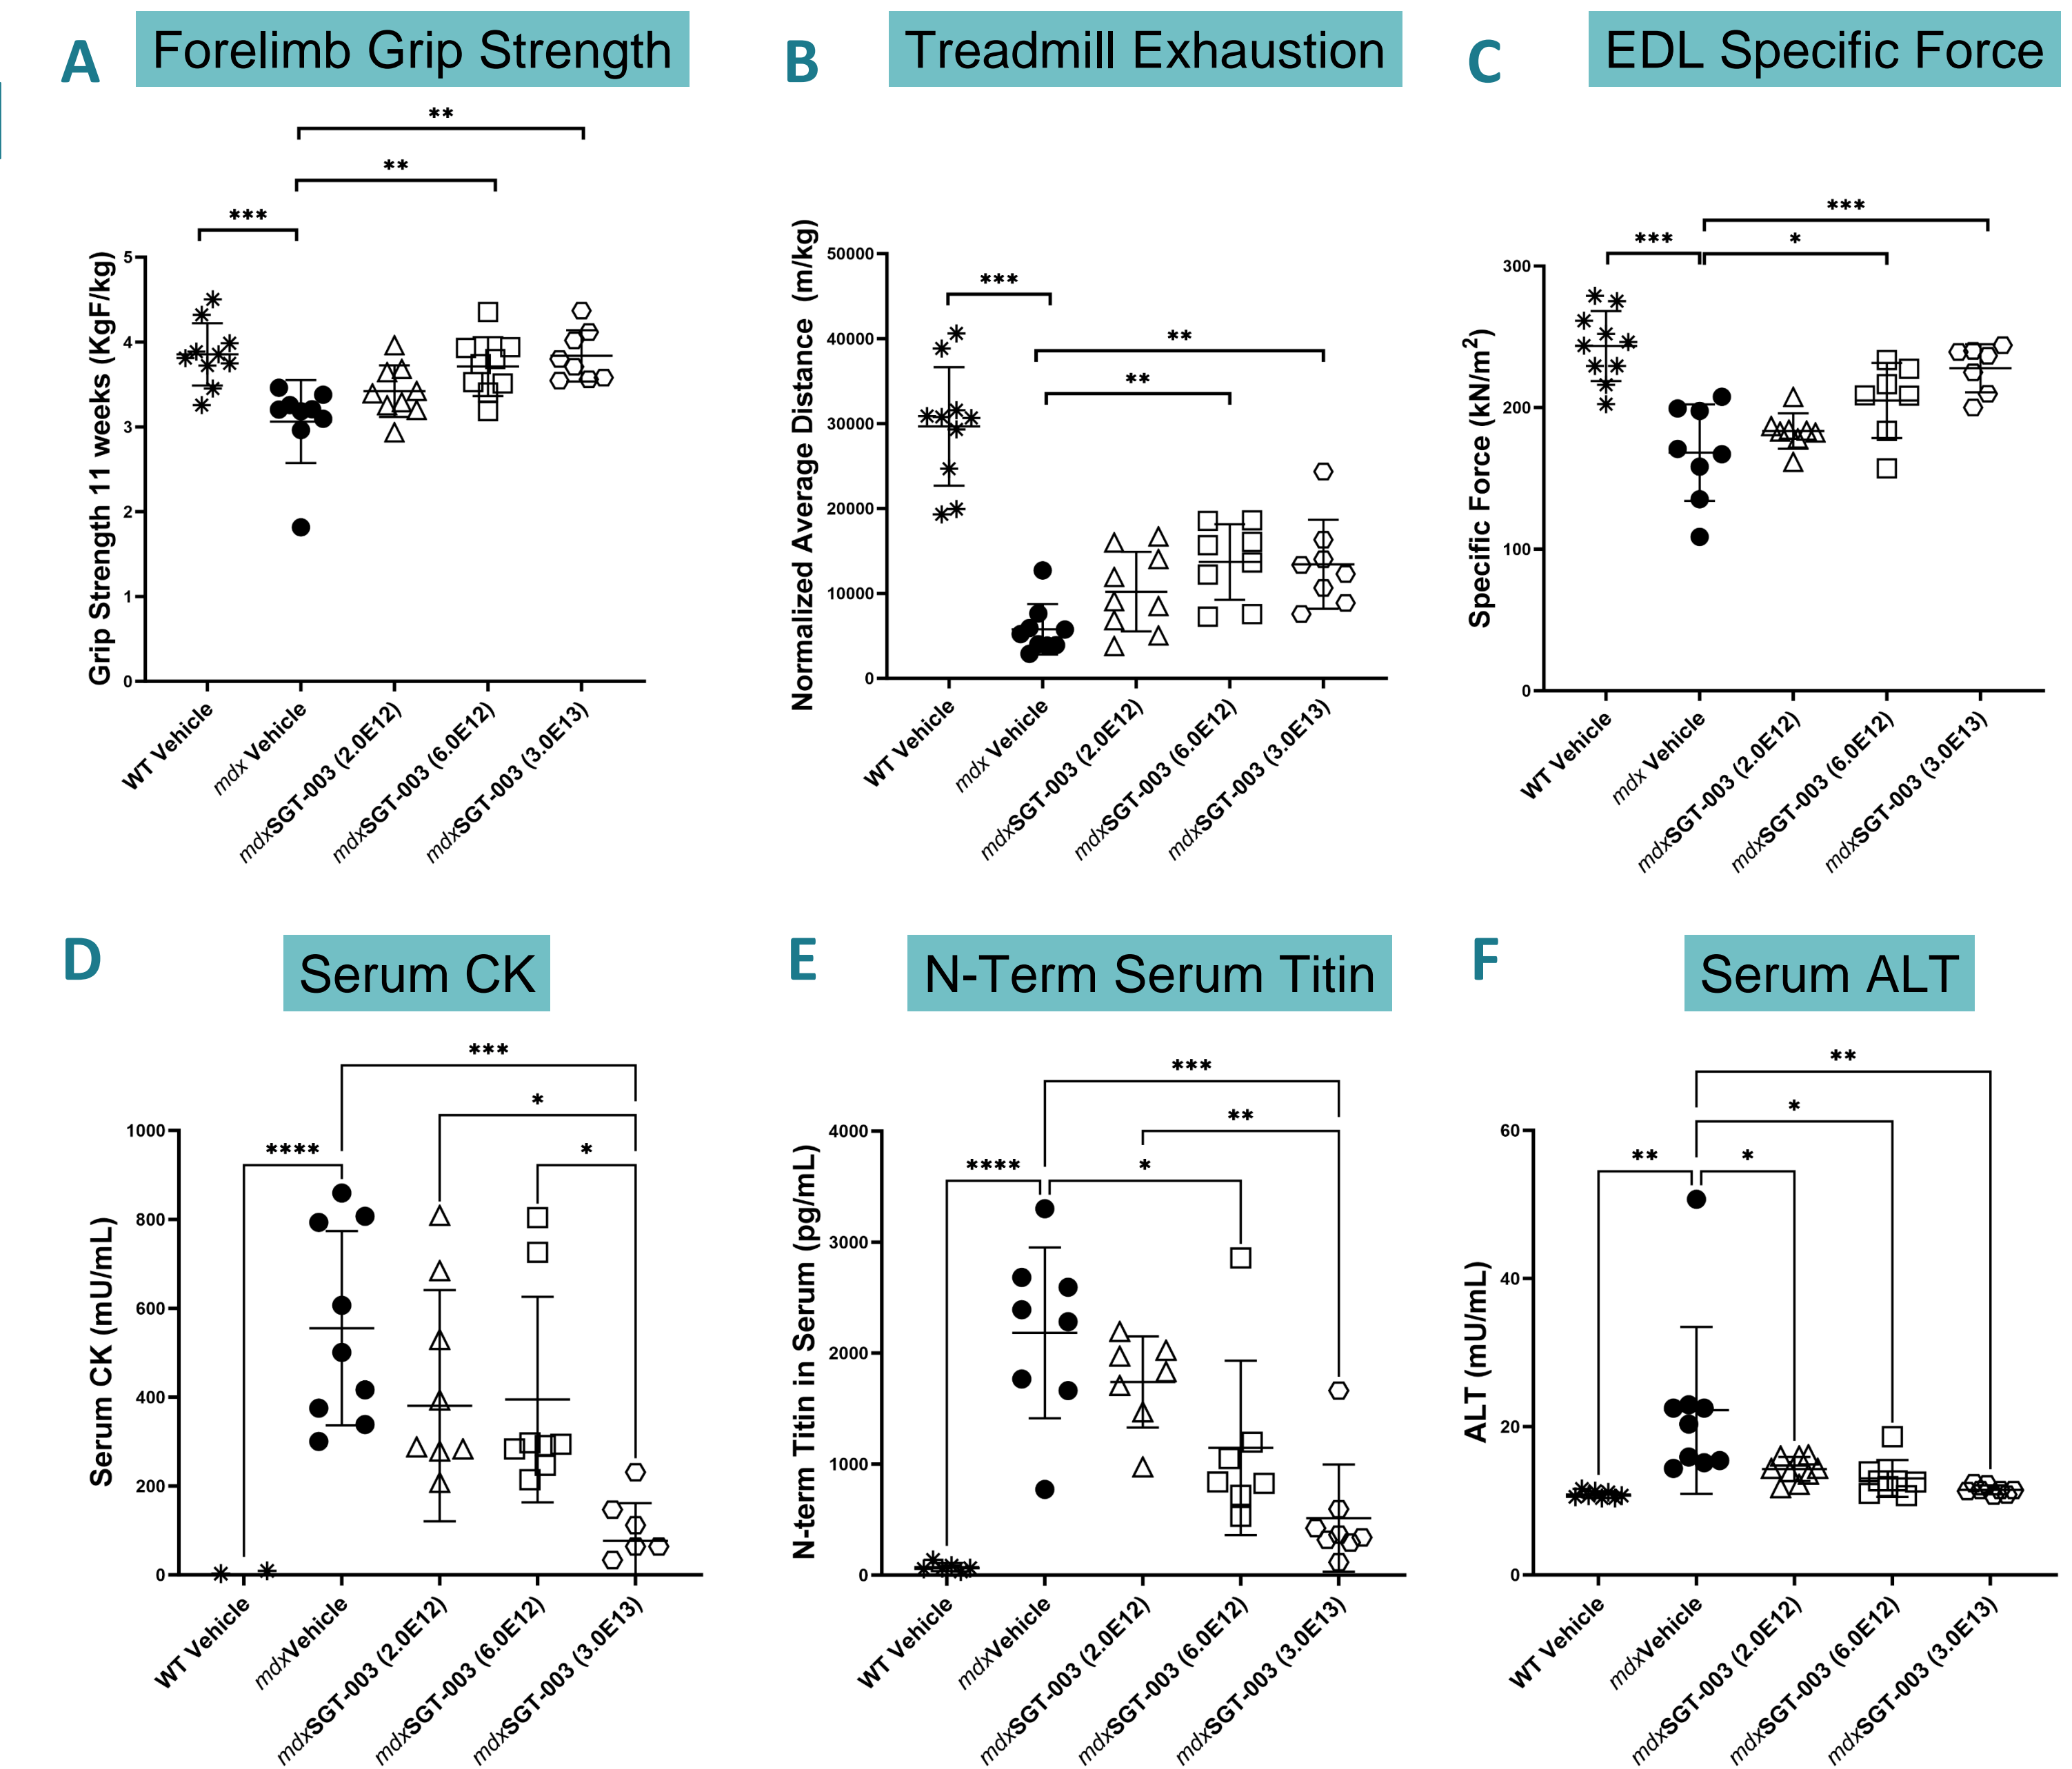 A Forelimb Grip Strength
**
**
***
Grip Strength 11 weeks (KgF/kg)
5
4
3
2
1
0
WT Vehicle
mdx Vehicle
mdxSGT-003 (2.0E12)
mdxSGT-003 (6.0E12)
mdxSGT-003 (3.0E13)
B Treadmill Exhaustion
***
**
**
Normalized Average Distance (m/kg)
50000
40000
30000
20000
10000
0
WT Vehicle
mdx Vehicle
mdxSGT-003 (2.0E12)
mdxSGT-003 (6.0E12)
mdxSGT-003 (3.0E13)
C EDL Specific Force
***
*** *
Specific Force (kN/m²)
300
200
100
0
WT Vehicle
mdx Vehicle
mdxSGT-003 (2.0E12)
mdxSGT-003 (6.0E12)
mdxSGT-003 (3.0E13)
D Serum CK
***
*
**** *
Serum CK (mU/mL)
1000
800
600
400
200
0
WT Vehicle
mdxVehicle
mdxSGT-003 (2.0E12)
mdxSGT-003 (6.0E12)
mdxSGT-003 (3.0E13)
E N-Term Serum Titin
***
**
**** *
N-term Titin in Serum (pg/mL)
4000
3000
2000
1000
0
WT Vehicle
mdxVehicle
mdxSGT-003 (2.0E12)
mdxSGT-003 (6.0E12)
mdxSGT-003 (3.0E13)
F Serum ALT
**
*
** *
ALT (mU/mL)
60
40
20
0
WT Vehicle
mdxVehicle
mdxSGT-003 (2.0E12)
mdxSGT-003 (6.0E12)
mdxSGT-003 (3.0E13)